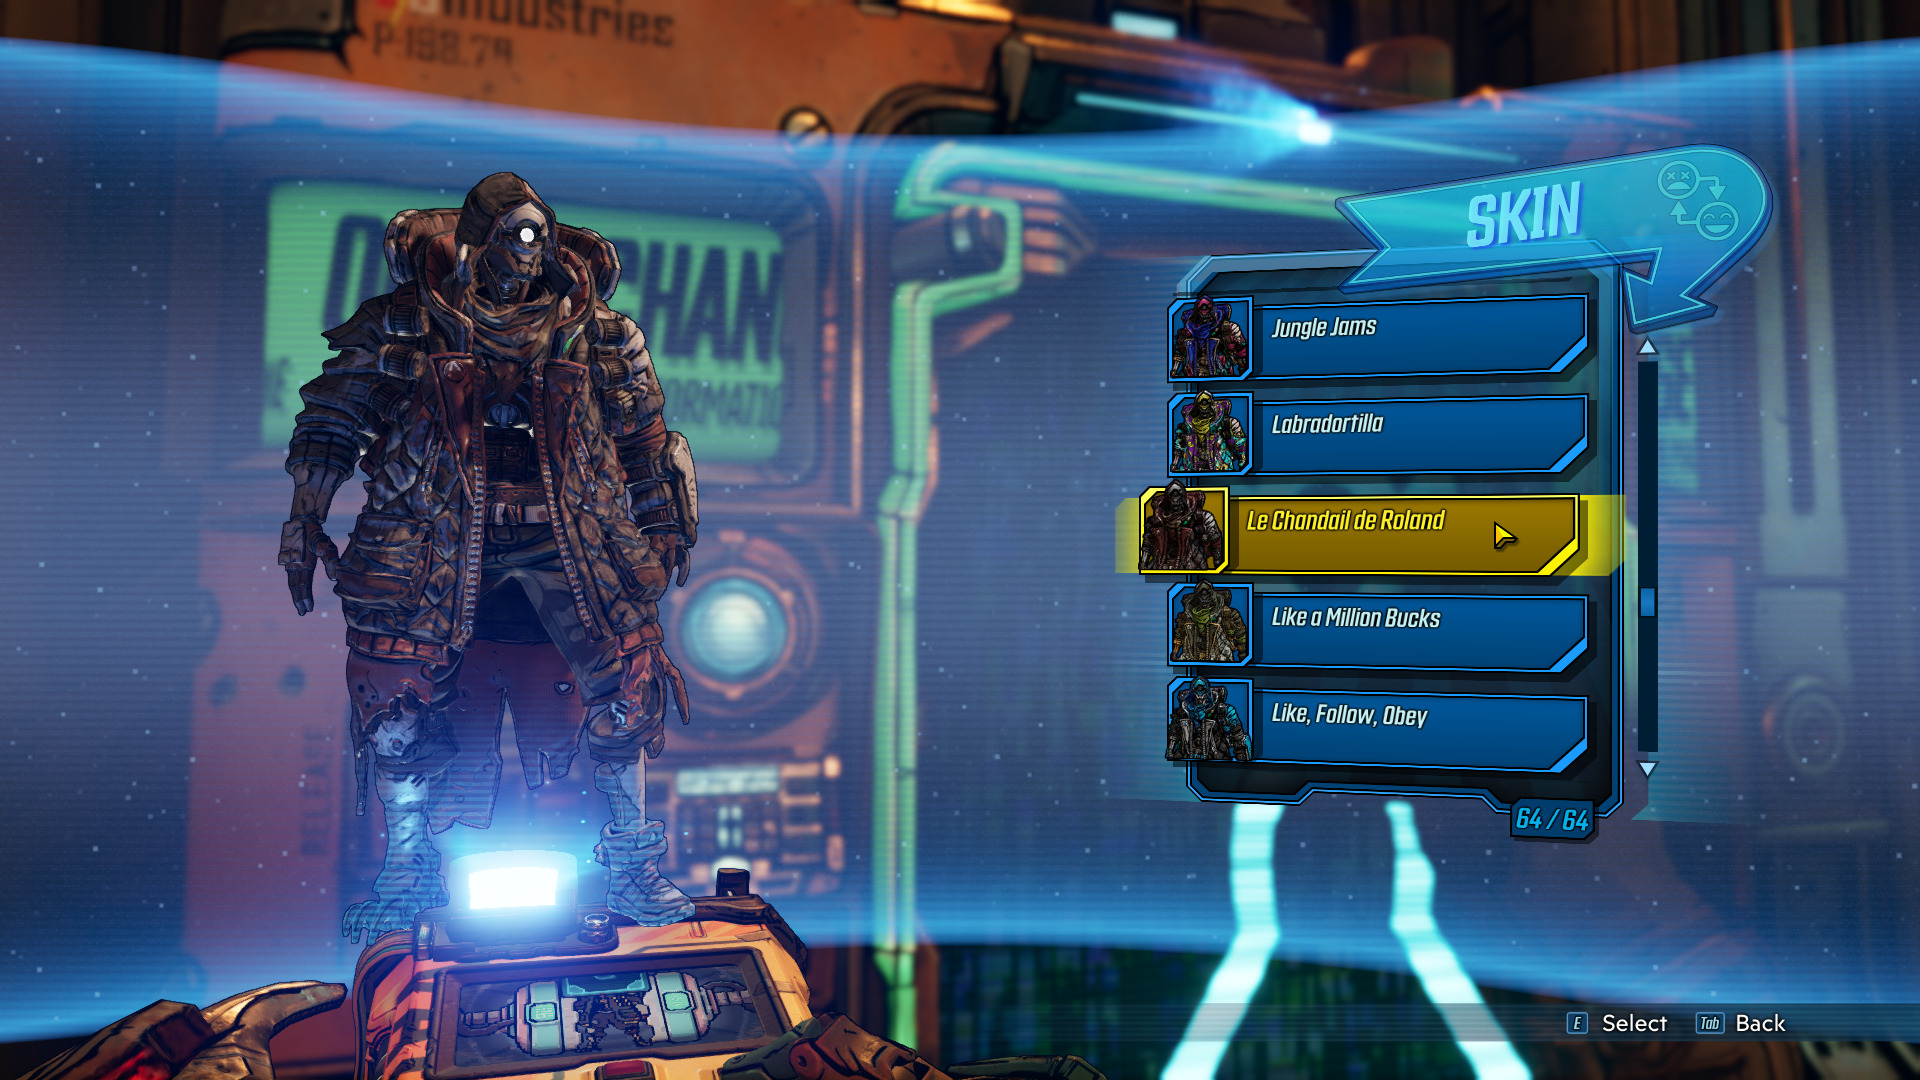 Industries
P-198.79
SKIN
Jungle Jams
Labradortilla
Le Chandail de Roland
Like a Million Bucks
Like, Follow, Obey
64 / 64
RELEASE
E Select Tab Back